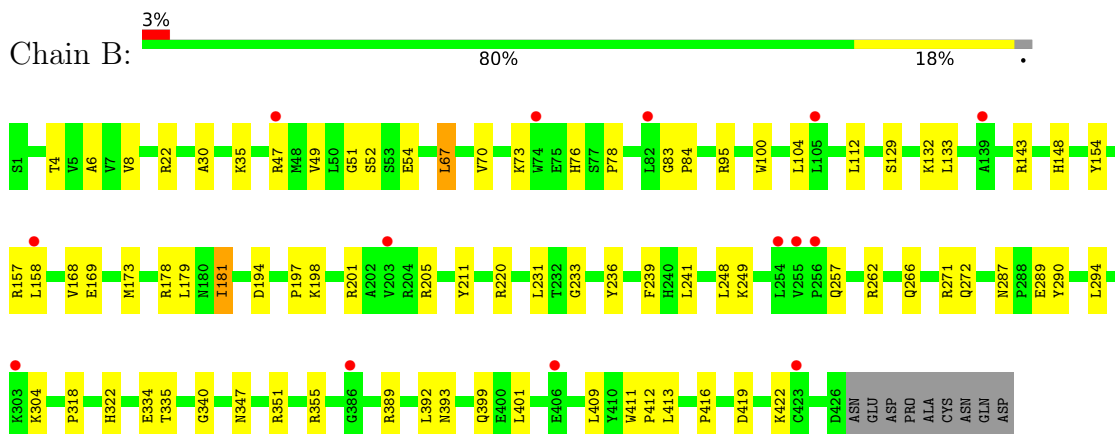 3%
Chain B:
80% 18% •
S1 T4 V5 A6 V7 V8 R22 A30 K35 R47 M48 V49 L50 G51 S52 S53 E54 L67 V70 K73 W74 E75 H76 S77 P78 L82 G83 P84 R95 W100 L104 L105 L112 S129 K132 L133 A139 R143 H148 Y154
R157 L158 V168 E169 M173 R178 L179 N180 I181 D194 P197 K198 R201 A202 V203 R204 R205 Y211 R220 L231 T232 G233 Y236 F239 H240 L241 L248 K249 L254 V255 P256 Q257 R262 Q266 R271 Q272 N287 P288 E289 Y290 L294
K303 K304 P318 H322 E334 T335 G340 N347 R351 R355 G386 R389 L392 N393 Q399 E400 L401 E406 L409 Y410 W411 P412 L413 P416 D419 K422 C423 D426 ASN GLU ASP PRO ALA CYS ASN GLN ASP